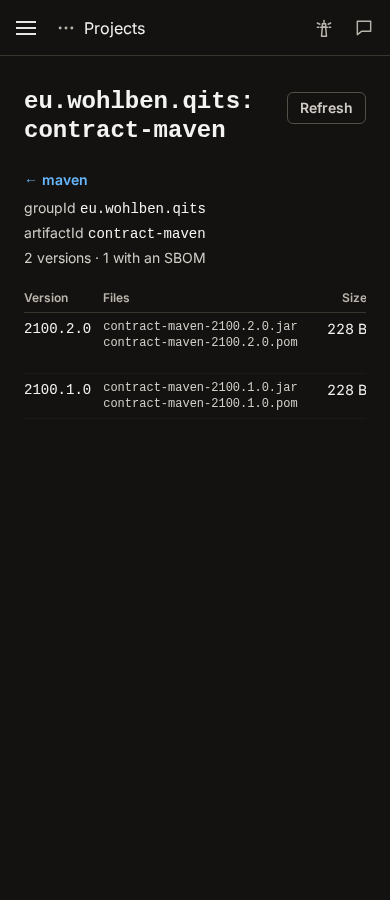 Projects
eu.wohlben.qits:
contract-maven
Refresh
← maven
groupId eu.wohlben.qits
artifactId contract-maven
2 versions · 1 with an SBOM
Version Files Size
2100.2.0 contract-maven-2100.2.0.jar 228 B
contract-maven-2100.2.0.pom
2100.1.0 contract-maven-2100.1.0.jar 228 B
contract-maven-2100.1.0.pom